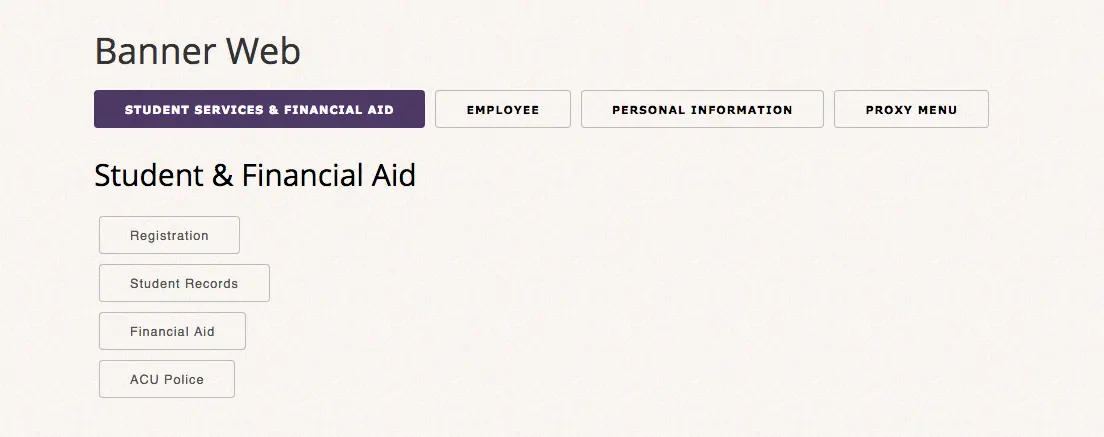 Banner Web
STUDENT SERVICES & FINANCIAL AID EMPLOYEE PERSONAL INFORMATION PROXY MENU
Student & Financial Aid
Registration
Student Records
Financial Aid
ACU Police